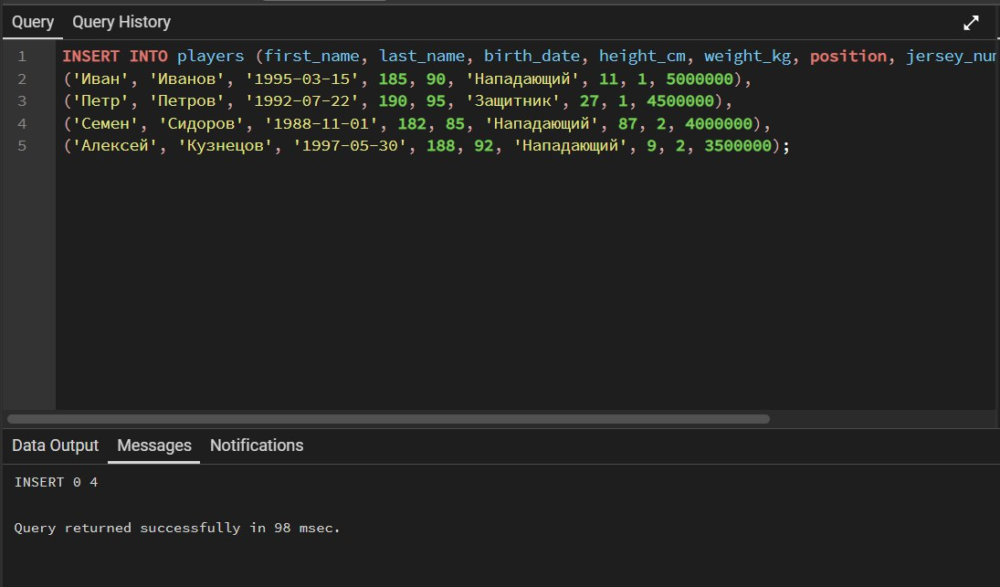 Query Query History
1 INSERT INTO players (first_name, last_name, birth_date, height_cm, weight_kg, position,
2 ('Иван', 'Иванов', '1995-03-15', 185, 90, 'Нападающий', 11, 1, 5000000),
3 ('Петр', 'Петров', '1992-07-22', 190, 95, 'Защитник', 27, 1, 4500000),
4 ('Семен', 'Сидоров', '1988-11-01', 182, 85, 'Нападающий', 87, 2, 4000000),
5 ('Алексей', 'Кузнецов', '1997-05-30', 188, 92, 'Нападающий', 9, 2, 3500000);
Data Output Messages Notifications
INSERT 0 4
Query returned successfully in 98 msec.